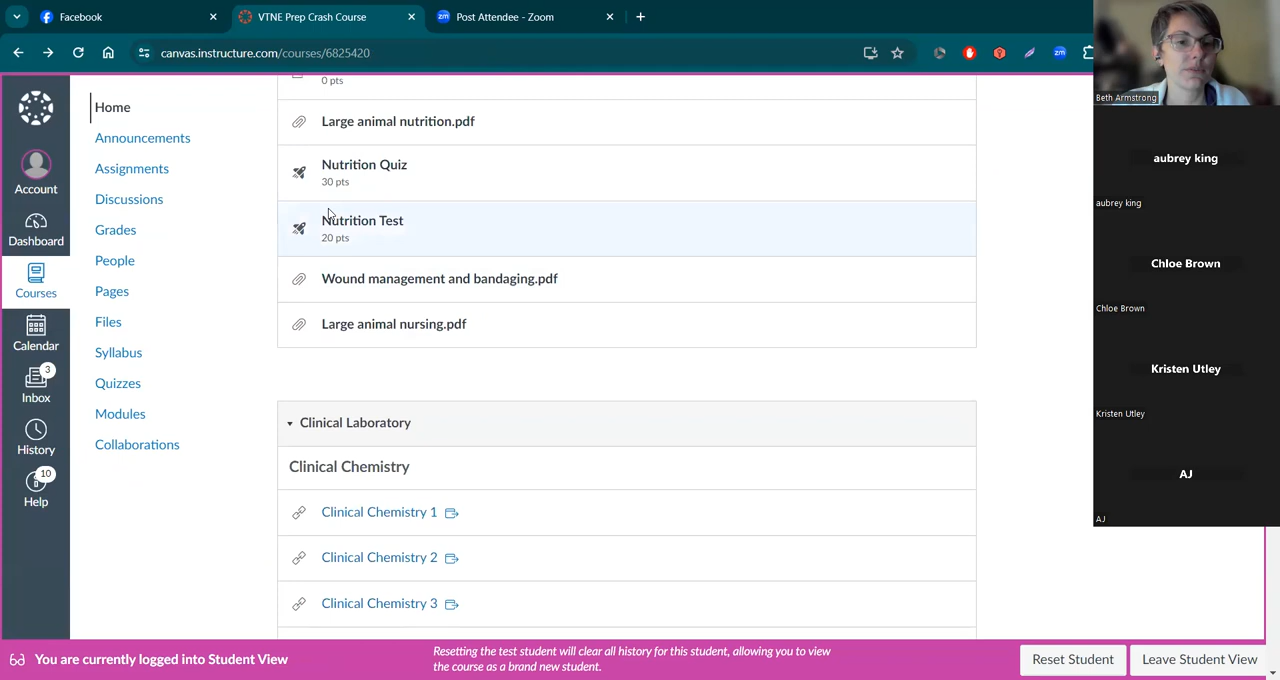 Facebook
VTNE Prep Crash Course
Post Attendee - Zoom
canvas.instructure.com/courses/6825420
zm
Beth Armstrong
aubrey king
aubrey king
Chloe Brown
Chloe Brown
Kristen Utley
Kristen Utley
AJ
AJ
Account
Dashboard
Courses
Calendar
3
Inbox
History
10
Help
Home
Announcements
Assignments
Discussions
Grades
People
Pages
Files
Syllabus
Quizzes
Modules
Collaborations
0 pts
Large animal nutrition.pdf
Nutrition Quiz
30 pts
Nutrition Test
20 pts
Wound management and bandaging.pdf
Large animal nursing.pdf
Clinical Laboratory
Clinical Chemistry
Clinical Chemistry 1
Clinical Chemistry 2
Clinical Chemistry 3
You are currently logged into Student View
Resetting the test student will clear all history for this student, allowing you to view
the course as a brand new student.
Reset Student
Leave Student View